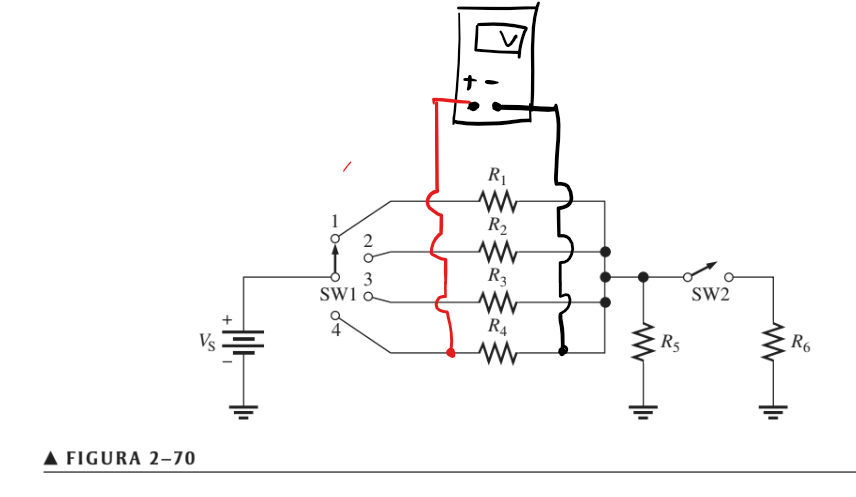 V
+ −
R1
1
R2
2
R3
3
SW1
SW2
R4
4
+
VS
−
R5
R6
▲ FIGURA 2–70